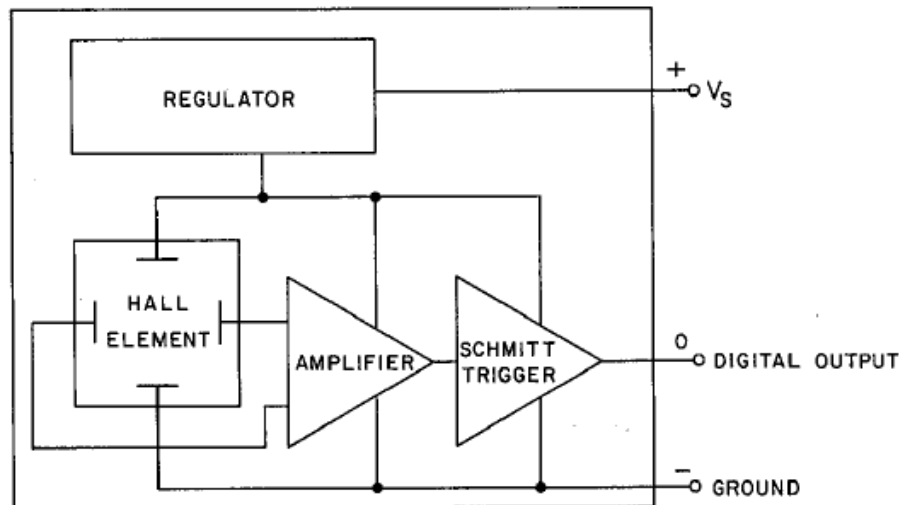 REGULATOR
+
VS
HALL
ELEMENT
AMPLIFIER
SCHMITT
TRIGGER
O
DIGITAL OUTPUT
−
GROUND